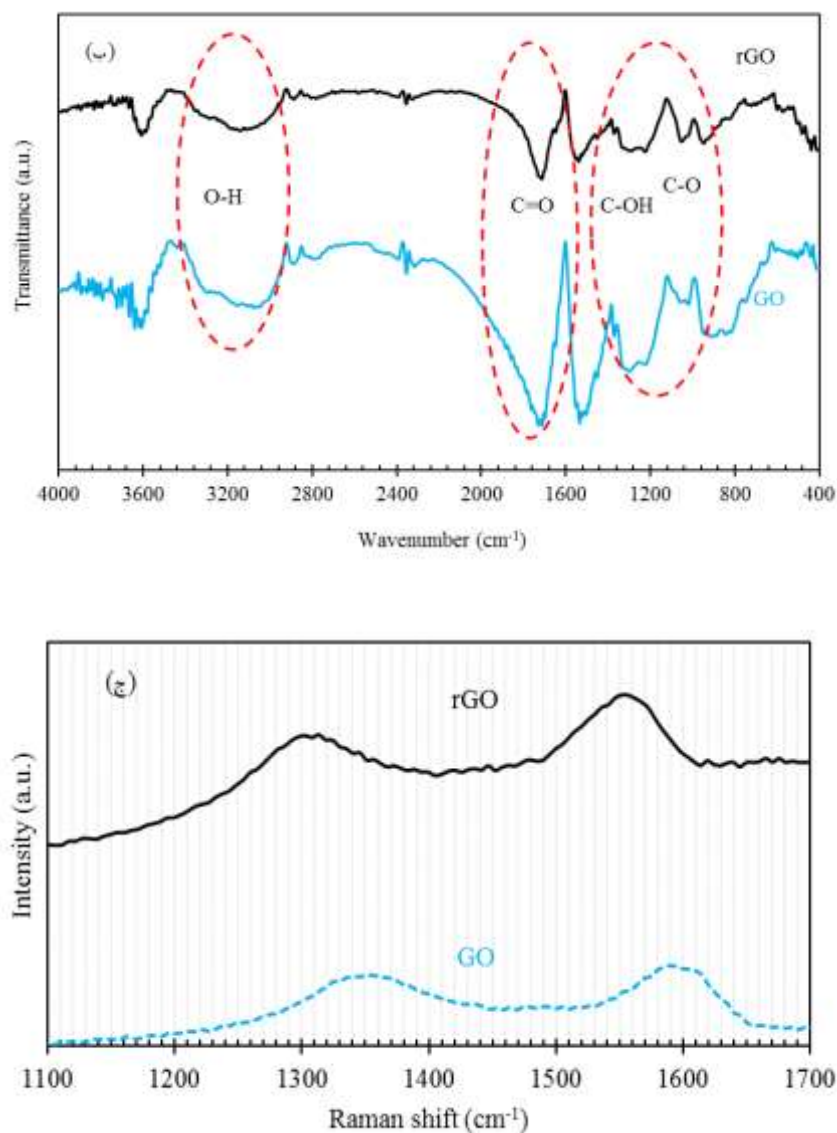 (ب)
rGO
O-H
C=O
C-OH
C-O
GO
Transmittance (a.u.)
4000 3600 3200 2800 2400 2000 1600 1200 800 400
Wavenumber (cm⁻¹)
(ج)
rGO
GO
Intensity (a.u.)
1100 1200 1300 1400 1500 1600 1700
Raman shift (cm⁻¹)